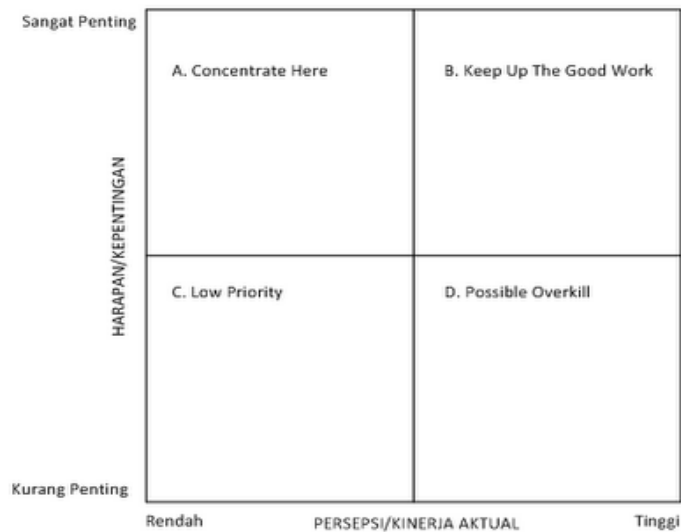 Sangat Penting
A. Concentrate Here
B. Keep Up The Good Work
HARAPAN/KEPENTINGAN
C. Low Priority
D. Possible Overkill
Kurang Penting
Rendah
PERSEPSI/KINERJA AKTUAL
Tinggi